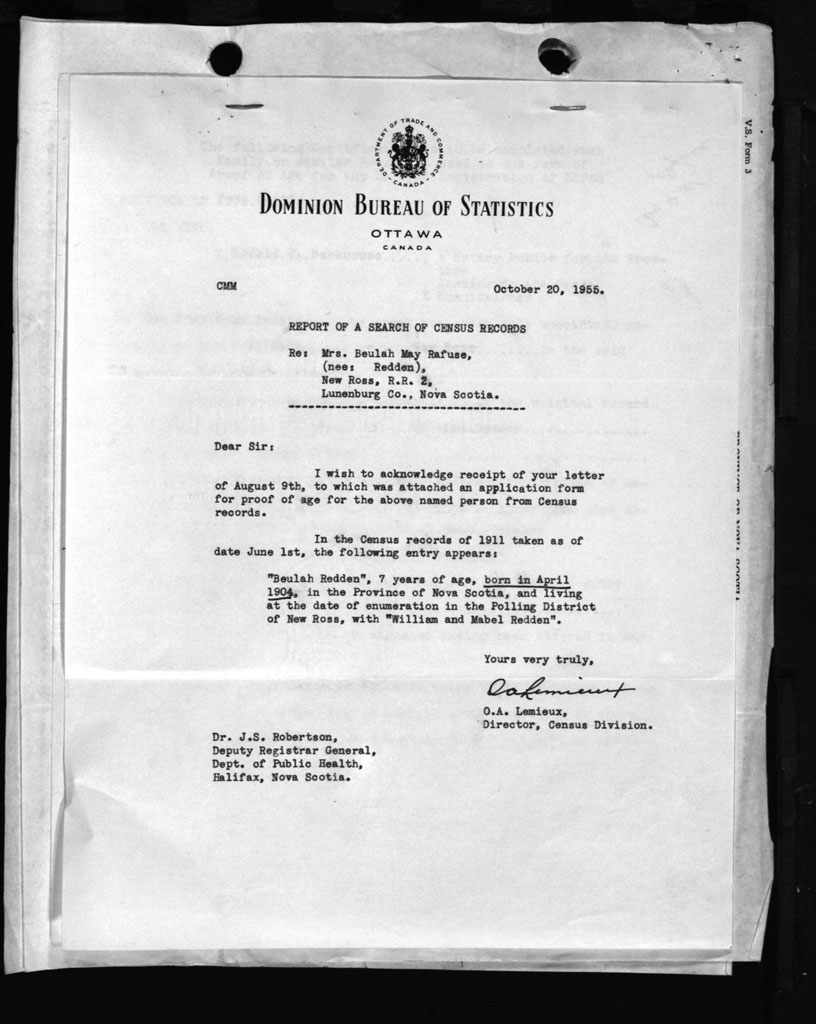 V.S. Form 3
DEPARTMENT OF TRADE AND COMMERCE
CANADA
DOMINION BUREAU OF STATISTICS
OTTAWA
CANADA
CMM
October 20, 1955.
REPORT OF A SEARCH OF CENSUS RECORDS
Re: Mrs. Beulah May Rafuse,
(nee: Redden),
New Ross, R.R. 2,
Lunenburg Co., Nova Scotia.
Dear Sir:
I wish to acknowledge receipt of your letter
of August 9th, to which was attached an application form
for proof of age for the above named person from Census
records.
In the Census records of 1911 taken as of
date June 1st, the following entry appears:
"Beulah Redden", 7 years of age, born in April
1904, in the Province of Nova Scotia, and living
at the date of enumeration in the Polling District
of New Ross, with "William and Mabel Redden".
Yours very truly,
O.A. Lemieux
O.A. Lemieux,
Director, Census Division.
Dr. J.S. Robertson,
Deputy Registrar General,
Dept. of Public Health,
Halifax, Nova Scotia.